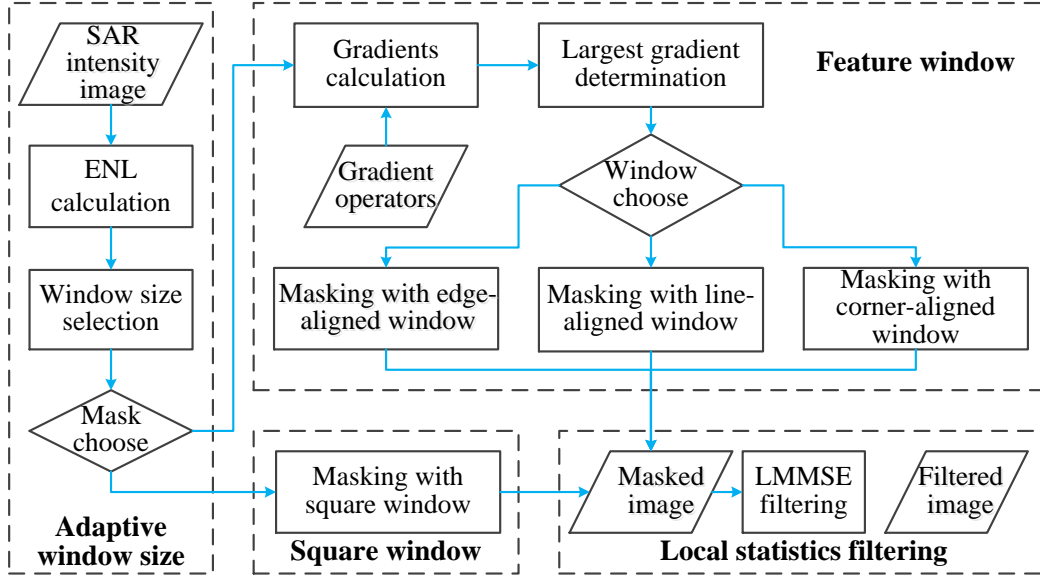 SAR
intensity
image
ENL
calculation
Window size
selection
Mask
choose
Adaptive
window size
Gradients
calculation
Largest gradient
determination
Feature window
Gradient
operators
Window
choose
Masking with edge-
aligned window
Masking with line-
aligned window
Masking with
corner-aligned
window
Masking with
square window
Square window
Masked
image
LMMSE
filtering
Filtered
image
Local statistics filtering